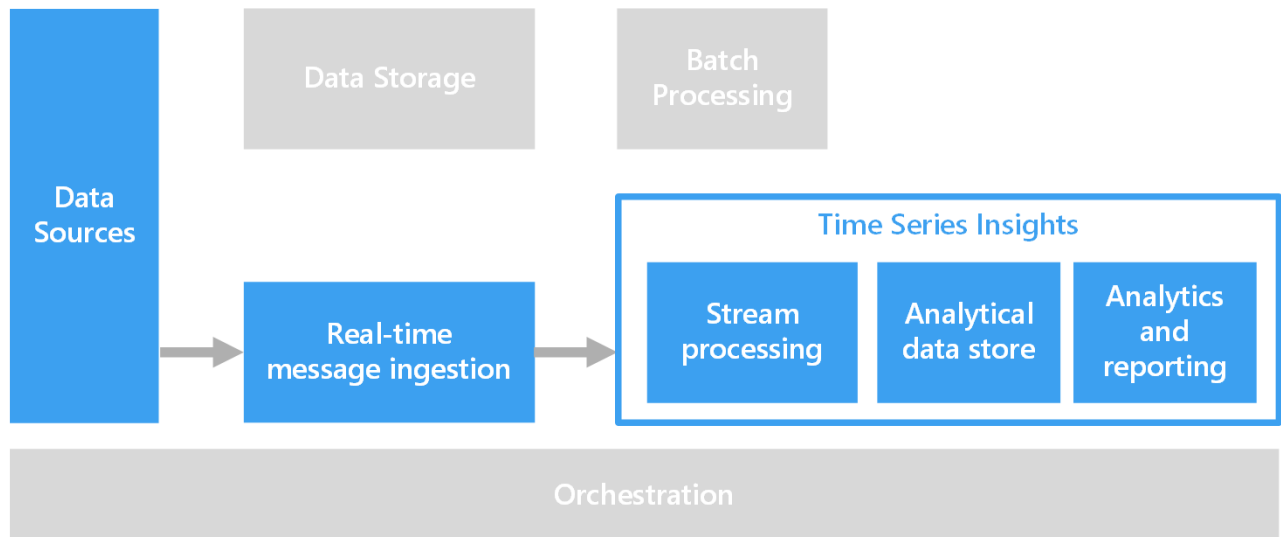 Data Storage
Batch
Processing
Data
Sources
Time Series Insights
Real-time
message ingestion
Stream
processing
Analytical
data store
Analytics
and
reporting
Orchestration